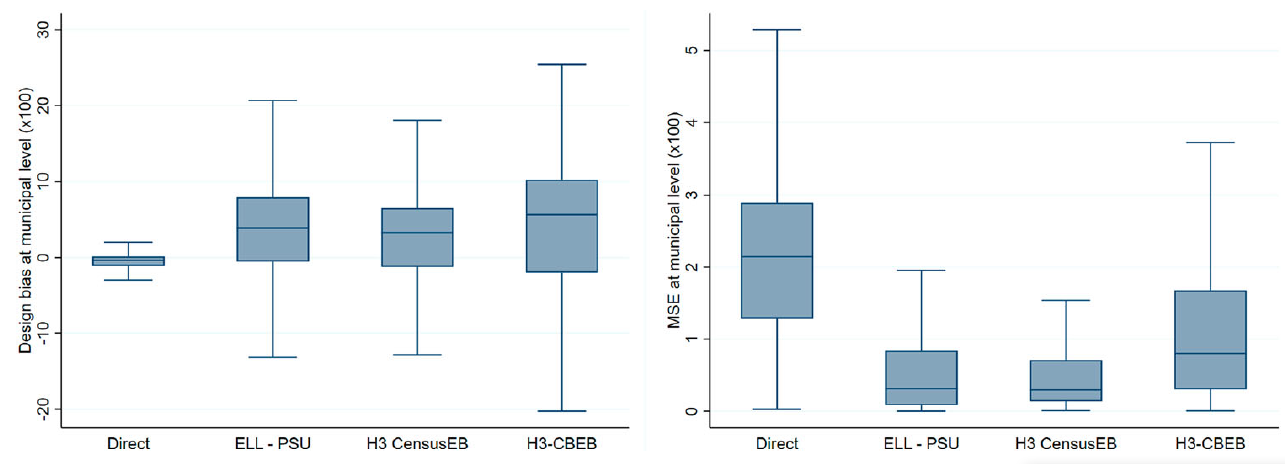 Design bias at municipal level (x100)
30
20
10
0
-10
-20
Direct
ELL - PSU
H3 CensusEB
H3-CBEB
MSE at municipal level (x100)
5
4
3
2
1
0
Direct
ELL - PSU
H3 CensusEB
H3-CBEB